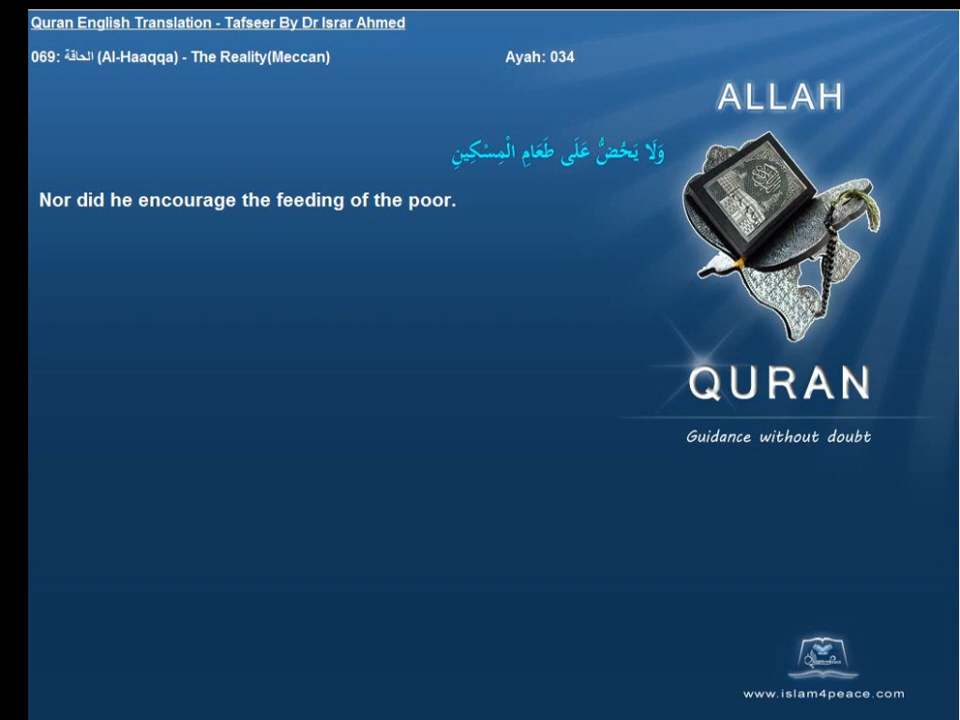 Quran English Translation - Tafseer By Dr Israr Ahmed
069: الحاقة (Al-Haaqqa) - The Reality(Meccan) Ayah: 034
ALLAH
وَلَا يَحُضُّ عَلَى طَعَامِ الْمِسْكِينِ
Nor did he encourage the feeding of the poor.
QURAN
Guidance without doubt
www.islam4peace.com